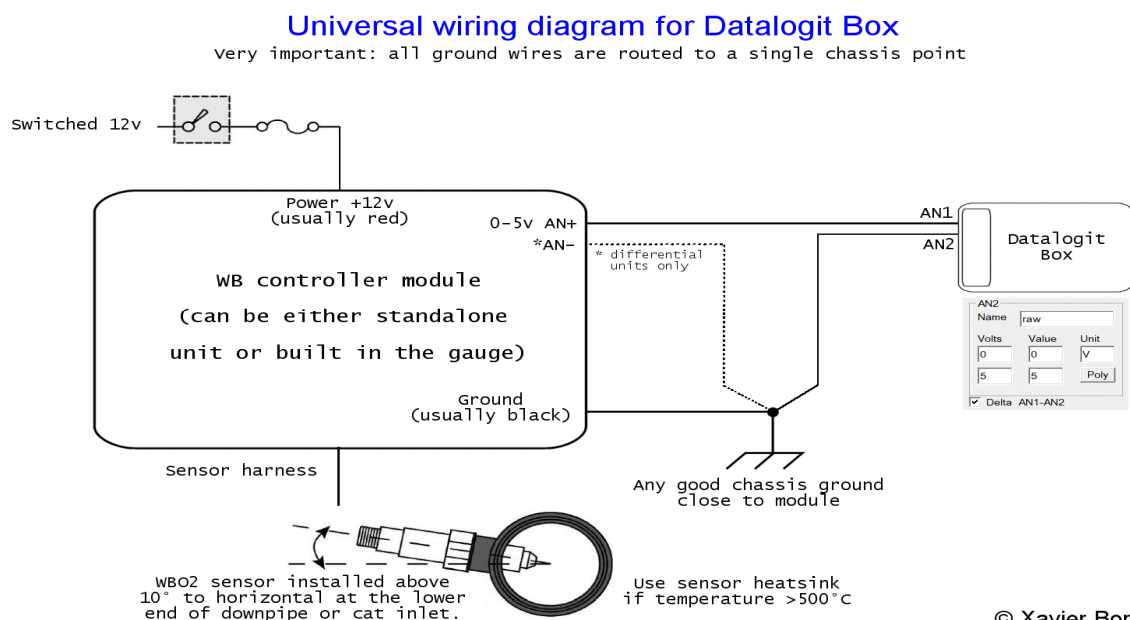 Universal wiring diagram for Datalogit Box
Very important: all ground wires are routed to a single chassis point
Switched 12v
Power +12v
(usually red)
0-5v AN+
*AN-
* differential
units only
AN1
AN2
Datalogit
Box
WB controller module
(can be either standalone
unit or built in the gauge)
AN2
Name raw
Volts Value Unit
0 0 V
5 5 Poly
Delta AN1-AN2
Ground
(usually black)
Sensor harness
Any good chassis ground
close to module
WBO2 sensor installed above
10° to horizontal at the lower
end of downpipe or cat inlet.
Use sensor heatsink
if temperature >500°C
© Xavier Bor